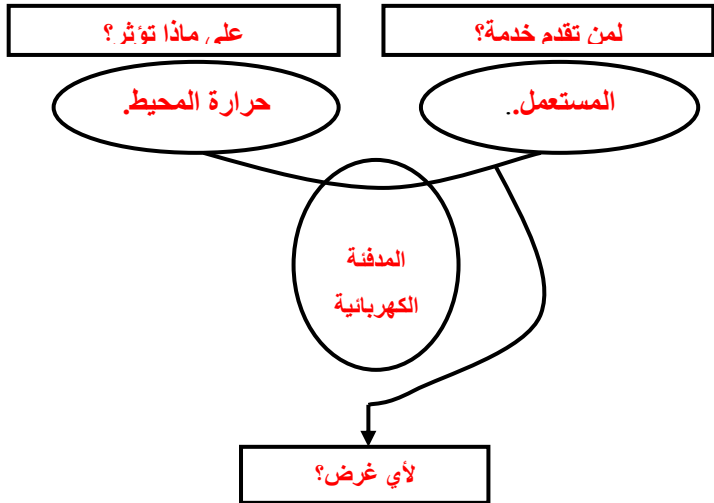 لمن تقدم خدمة؟
على ماذا تؤثر؟
المستعمل..
حرارة المحيط.
المدفئة
الكهربائية
لأي غرض؟